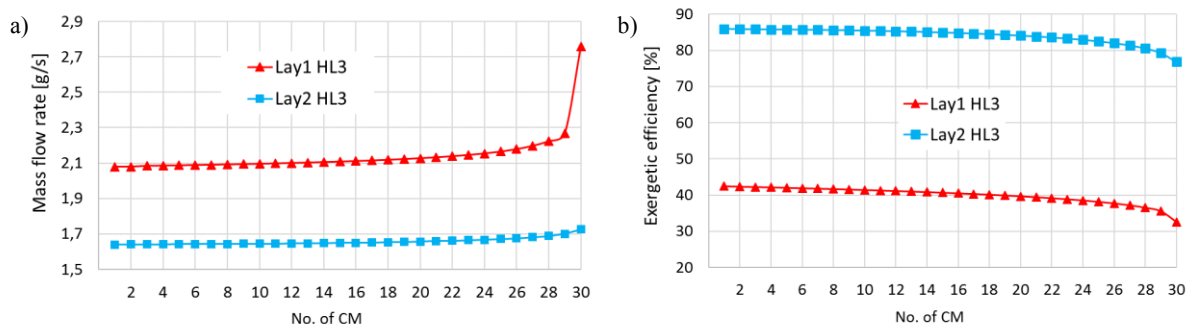 a)
Mass flow rate [g/s]
2,9
2,7
2,5
2,3
2,1
1,9
1,7
1,5
Lay1 HL3
Lay2 HL3
2 4 6 8 10 12 14 16 18 20 22 24 26 28 30
No. of CM
b)
Exergetic efficiency [%]
90
80
70
60
50
40
30
20
Lay1 HL3
Lay2 HL3
2 4 6 8 10 12 14 16 18 20 22 24 26 28 30
No. of CM